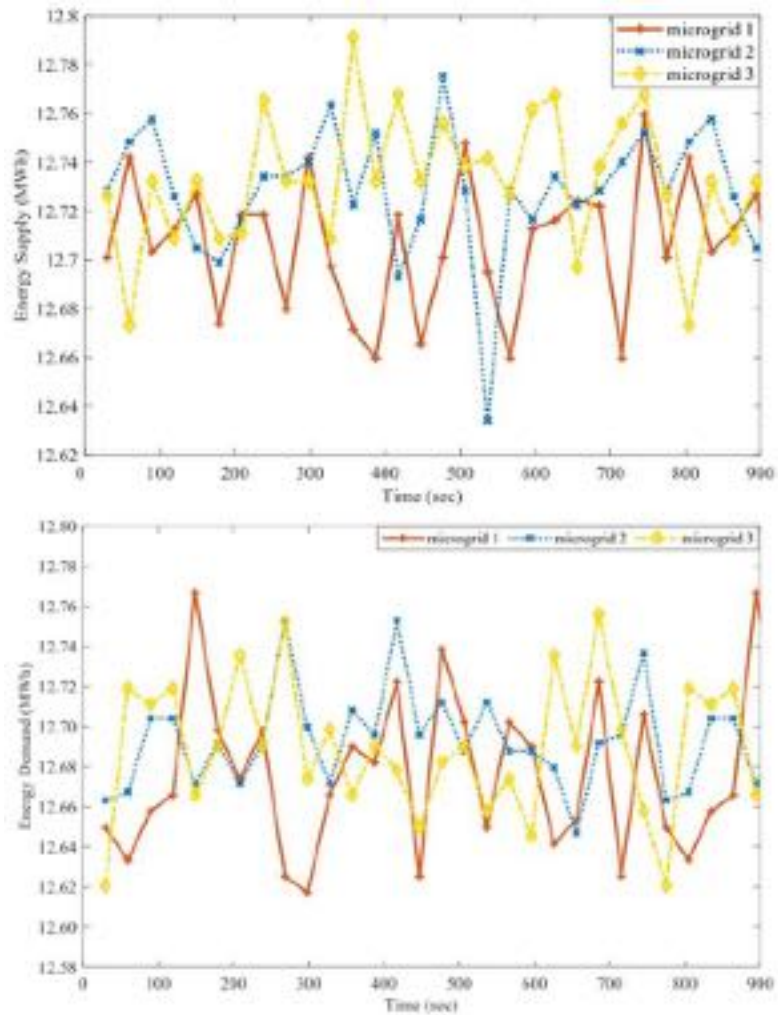 12.8
12.78
12.76
12.74
12.72
12.7
12.68
12.66
12.64
12.62
Energy Supply (MWh)
microgrid 1
microgrid 2
microgrid 3
0 100 200 300 400 500 600 700 800 900
Time (sec)
12.80
12.78
12.76
12.74
12.72
12.70
12.68
12.66
12.64
12.62
12.60
12.58
Energy Demand (MWh)
microgrid 1 microgrid 2 microgrid 3
0 100 200 300 400 500 600 700 800 900
Time (sec)